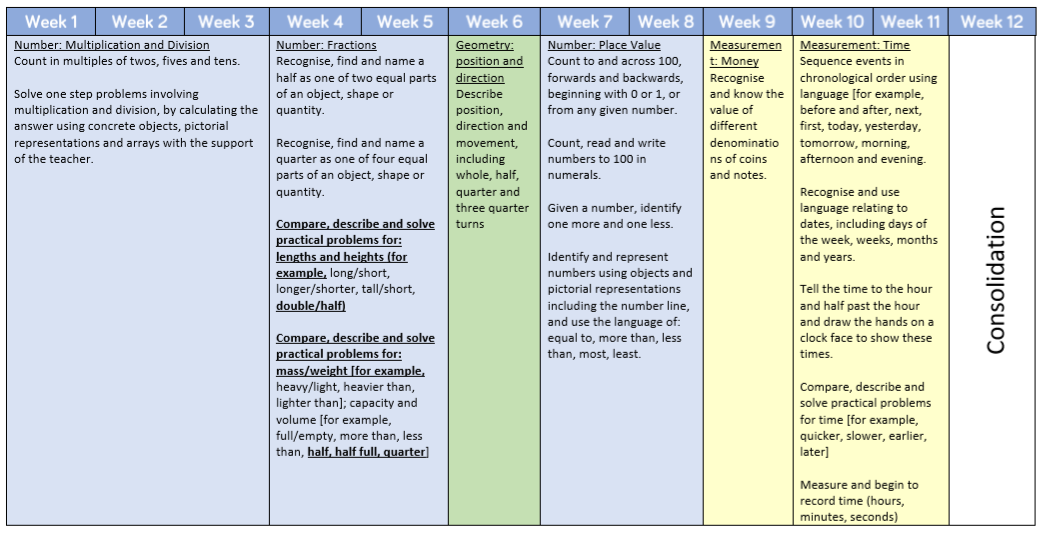 Week 1 Week 2 Week 3 Week 4 Week 5 Week 6 Week 7 Week 8 Week 9 Week 10 Week 11 Week 12
Number: Multiplication and Division
Count in multiples of twos, fives and tens.
Solve one step problems involving
multiplication and division, by calculating the
answer using concrete objects, pictorial
representations and arrays with the support
of the teacher.
Number: Fractions
Recognise, find and name a
half as one of two equal parts
of an object, shape or
quantity.
Recognise, find and name a
quarter as one of four equal
parts of an object, shape or
quantity.
Compare, describe and solve
practical problems for:
lengths and heights (for
example, long/short,
longer/shorter, tall/short,
double/half)
Compare, describe and solve
practical problems for:
mass/weight [for example,
heavy/light, heavier than,
lighter than]; capacity and
volume [for example,
full/empty, more than, less
than, half, half full, quarter]
Geometry:
position and
direction
Describe
position,
direction and
movement,
including
whole, half,
quarter and
three quarter
turns
Number: Place Value
Count to and across 100,
forwards and backwards,
beginning with 0 or 1, or
from any given number.
Count, read and write
numbers to 100 in
numerals.
Given a number, identify
one more and one less.
Identify and represent
numbers using objects and
pictorial representations
including the number line,
and use the language of:
equal to, more than, less
than, most, least.
Measuremen
t: Money
Recognise
and know the
value of
different
denominatio
ns of coins
and notes.
Measurement: Time
Sequence events in
chronological order using
language [for example,
before and after, next,
first, today, yesterday,
tomorrow, morning,
afternoon and evening.
Recognise and use
language relating to
dates, including days of
the week, weeks, months
and years.
Tell the time to the hour
and half past the hour
and draw the hands on a
clock face to show these
times.
Compare, describe and
solve practical problems
for time [for example,
quicker, slower, earlier,
later]
Measure and begin to
record time (hours,
minutes, seconds)
Consolidation